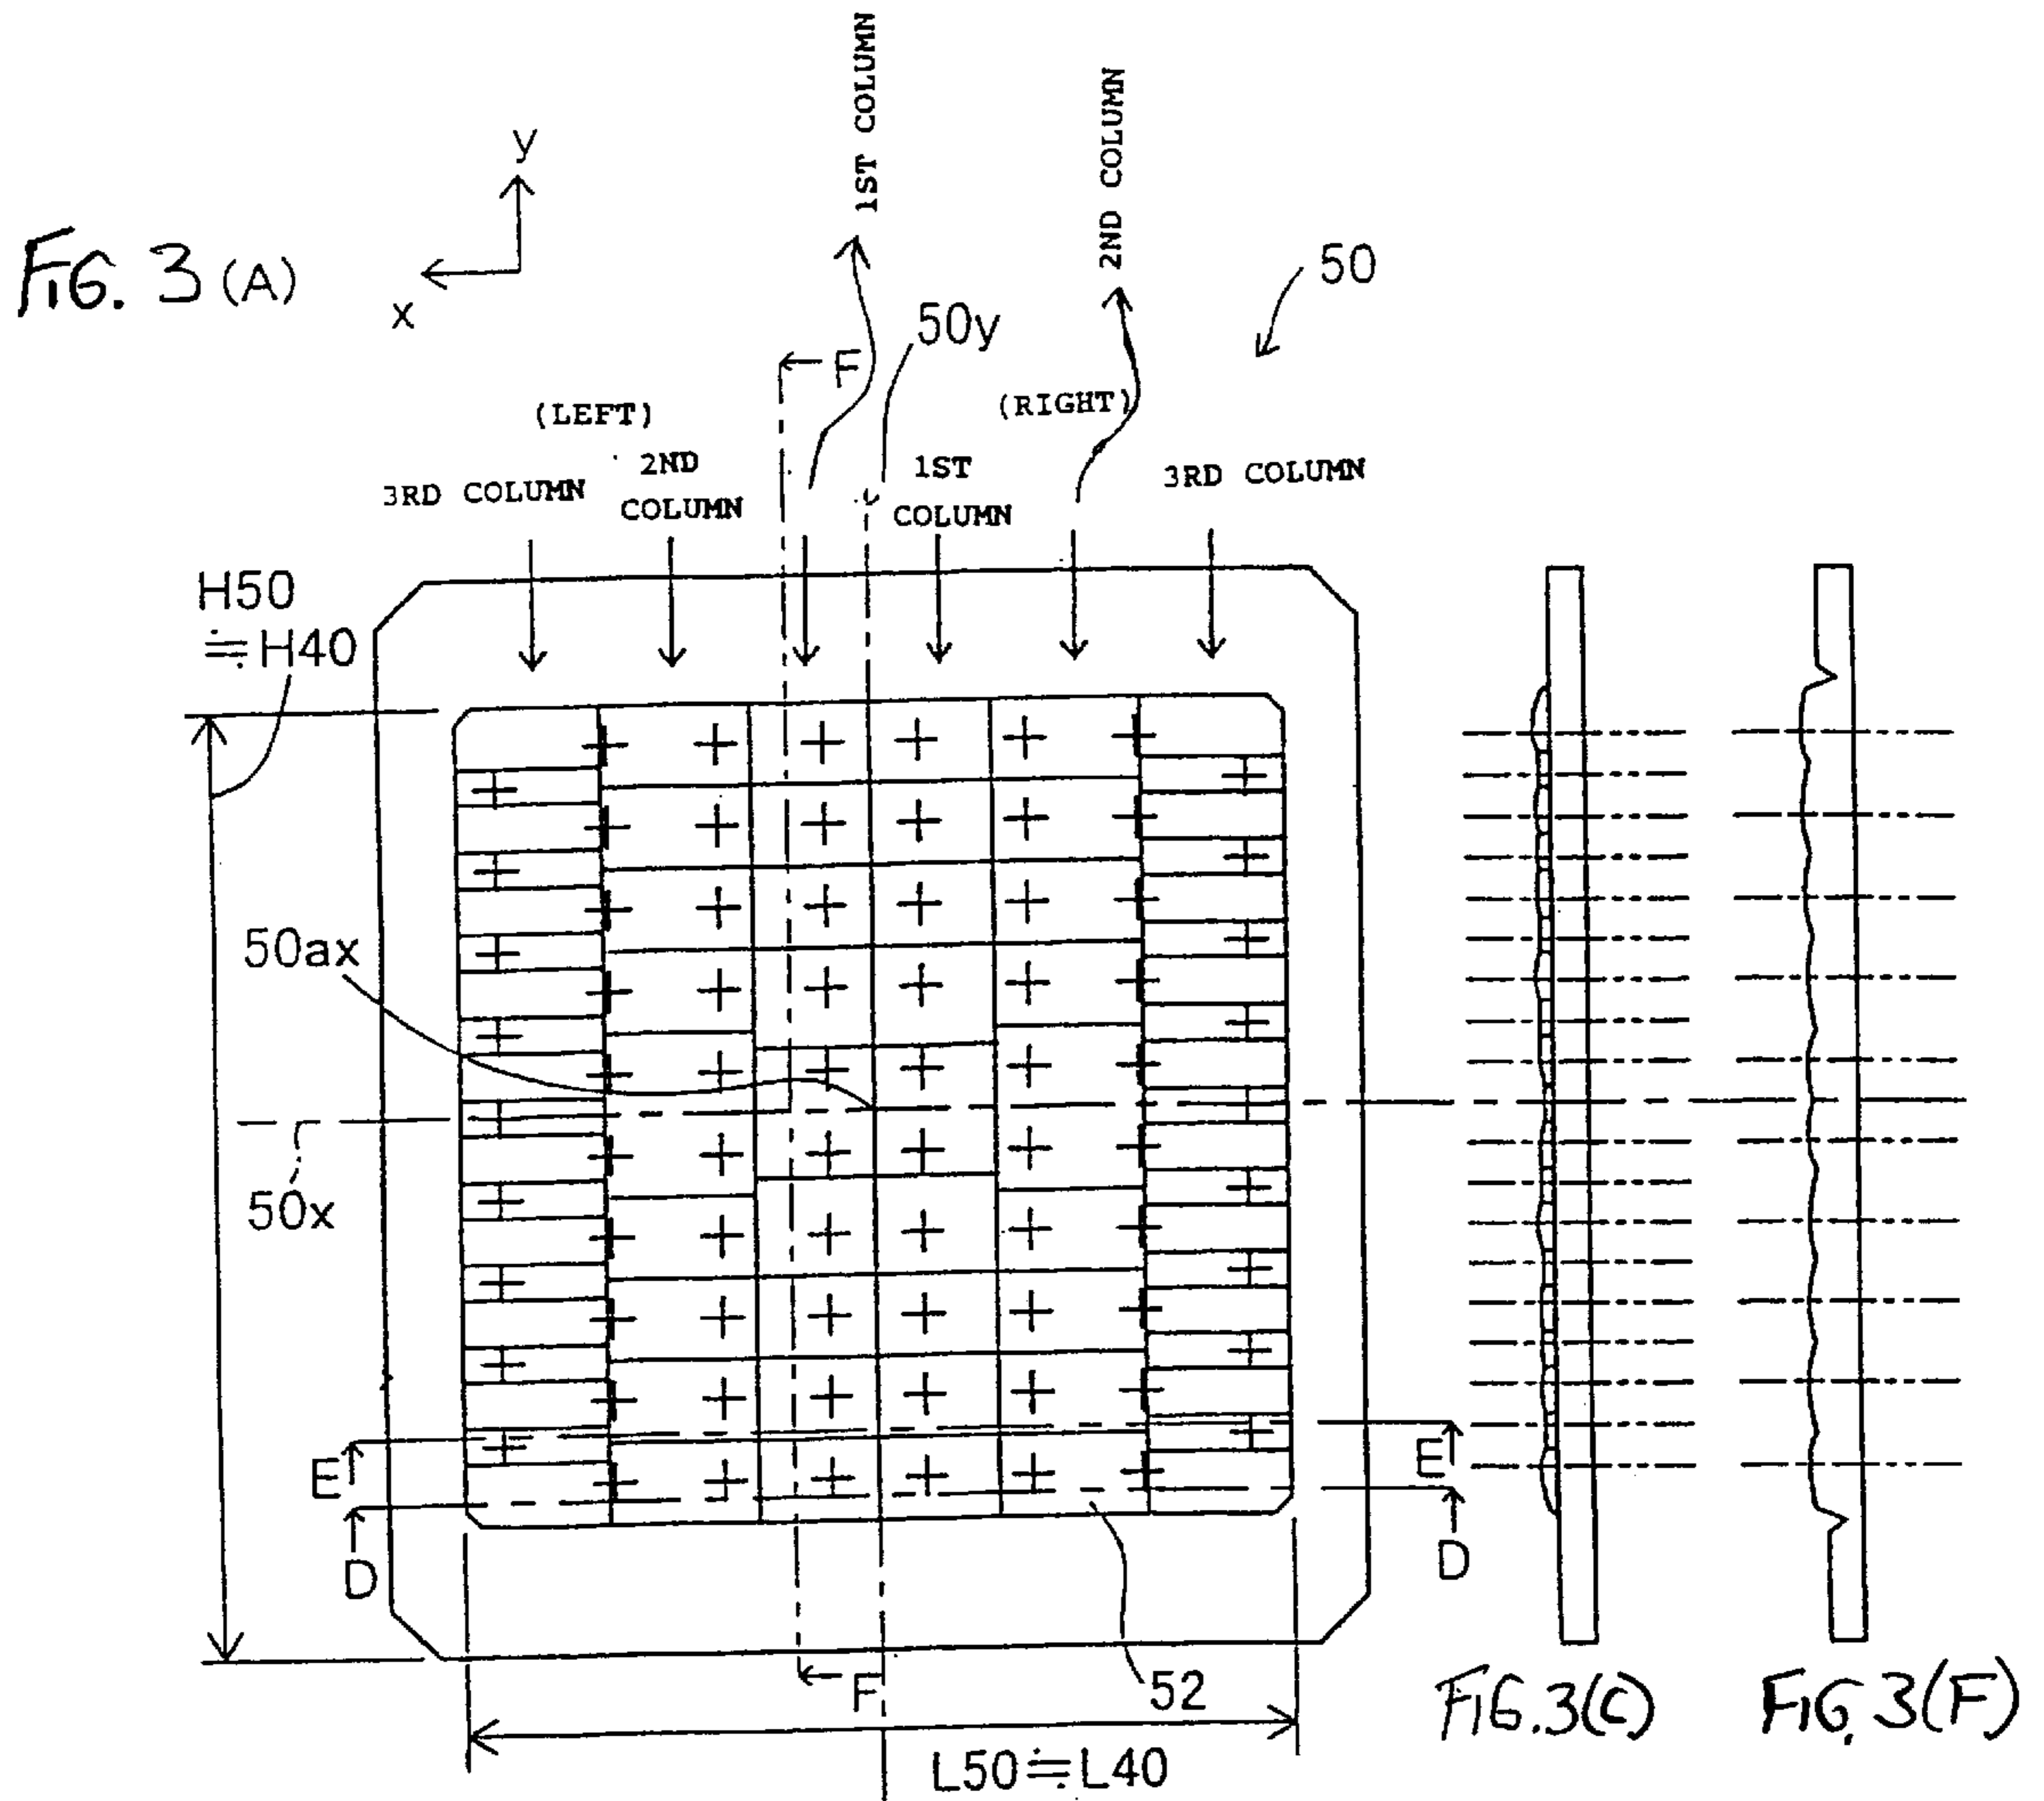 FIG. 3 (A)
y
x
1ST COLUMN
2ND COLUMN
50
50y
F
(LEFT)
(RIGHT)
3RD COLUMN
2ND
COLUMN
1ST
COLUMN
3RD COLUMN
H50
≒H40
50ax
50x
E
E
D
D
F
52
L50≒L40
FIG.3(C)
FIG. 3(F)